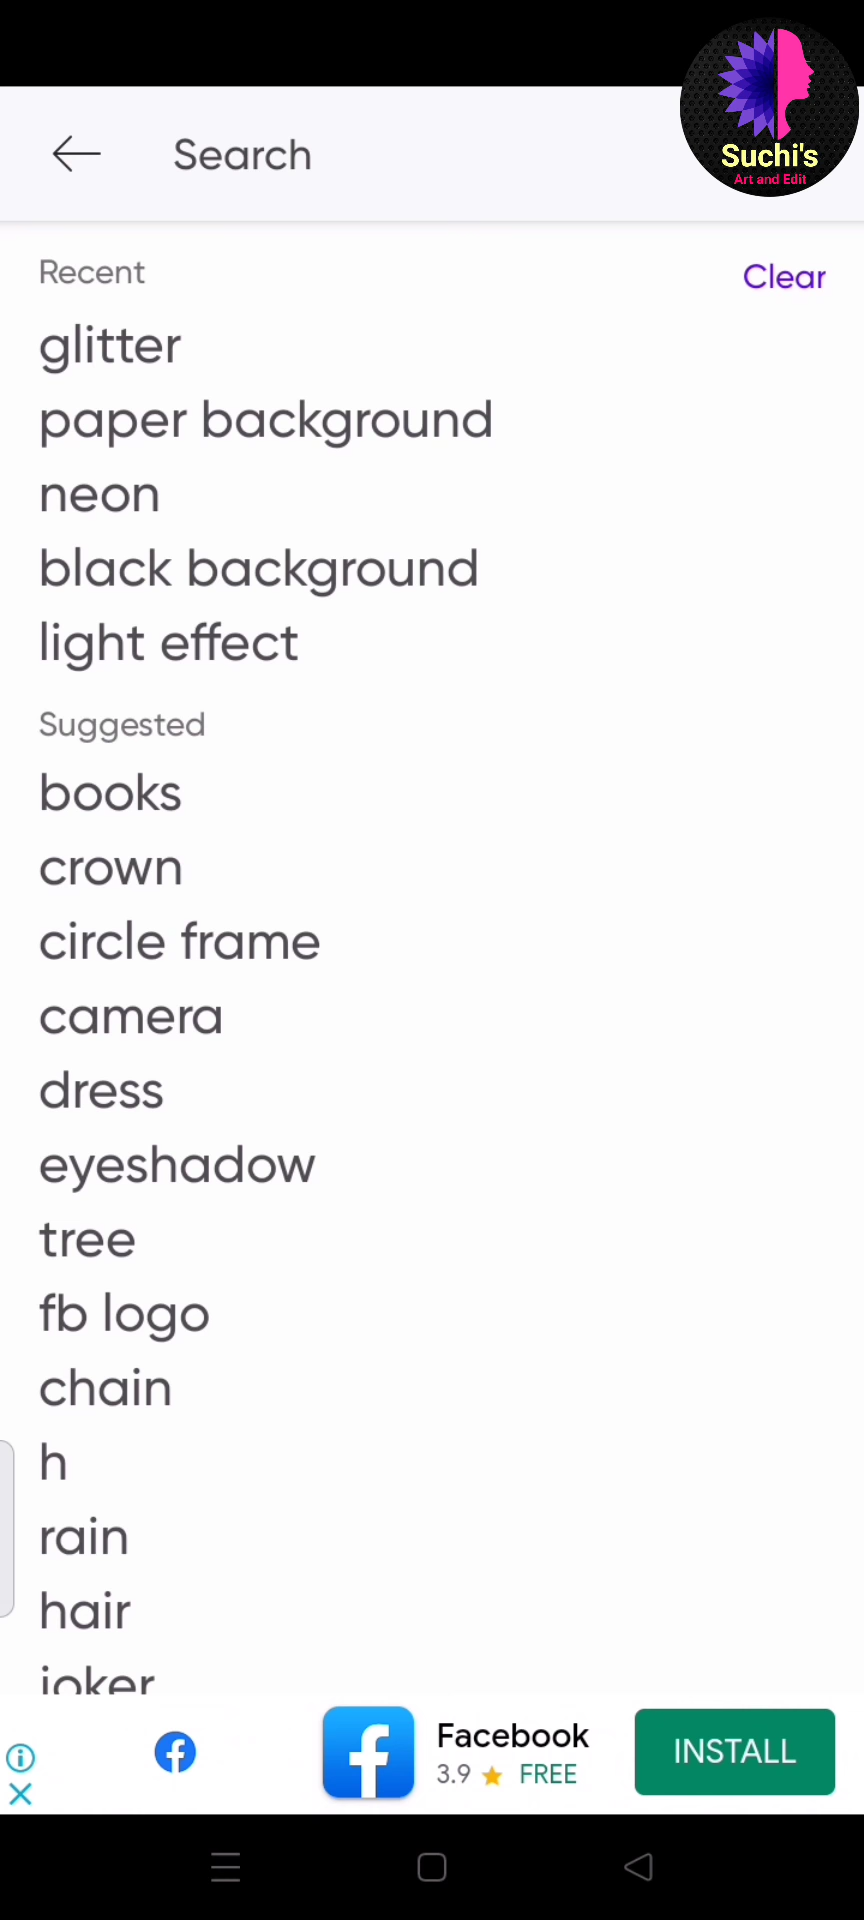 Suchi's
Art and Edit
Search
Recent
Clear
glitter
paper background
neon
black background
light effect
Suggested
books
crown
circle frame
camera
dress
eyeshadow
tree
fb logo
chain
h
rain
hair
joker
Facebook
3.9 ★ FREE
INSTALL